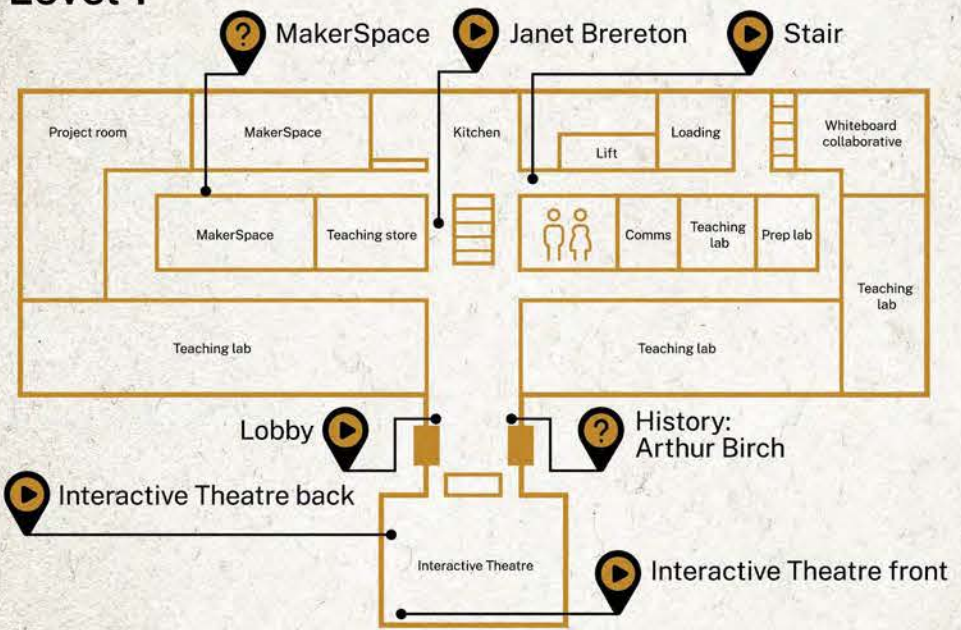 MakerSpace
Janet Brereton
Stair
Project room
MakerSpace
Kitchen
Lift
Loading
Whiteboard
collaborative
MakerSpace
Teaching store
Comms
Teaching
lab
Prep lab
Teaching
lab
Teaching lab
Teaching lab
Lobby
History:
Arthur Birch
Interactive Theatre back
Interactive Theatre
Interactive Theatre front